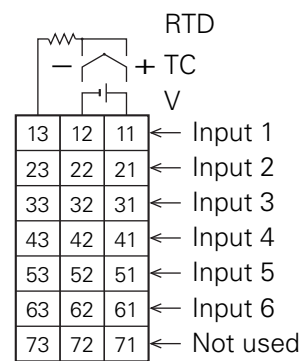 RTD
− + TC
V
13 12 11 ← Input 1
23 22 21 ← Input 2
33 32 31 ← Input 3
43 42 41 ← Input 4
53 52 51 ← Input 5
63 62 61 ← Input 6
73 72 71 ← Not used